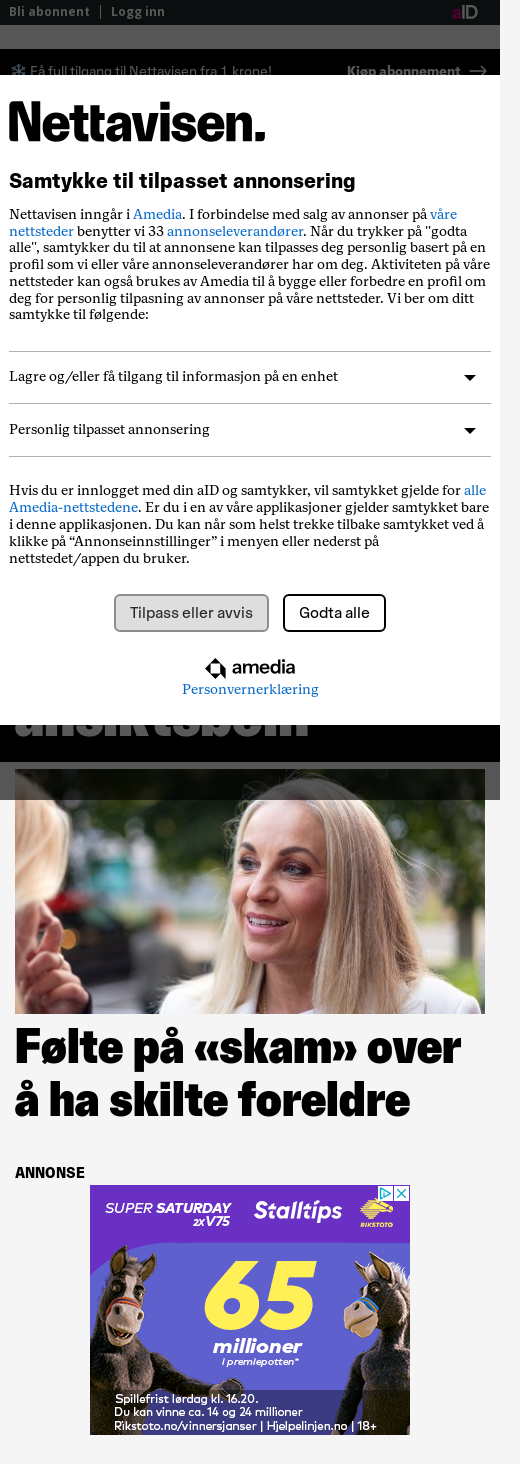 Bli abonnent | Logg inn
aID
Få full tilgang til Nettavisen fra 1 krone!
Kjøp abonnement
Nettavisen.
Samtykke til tilpasset annonsering
Nettavisen inngår i Amedia. I forbindelse med salg av annonser på våre
nettsteder benytter vi 33 annonseleverandører. Når du trykker på "godta
alle", samtykker du til at annonsene kan tilpasses deg personlig basert på en
profil som vi eller våre annonseleverandører har om deg. Aktiviteten på våre
nettsteder kan også brukes av Amedia til å bygge eller forbedre en profil om
deg for personlig tilpasning av annonser på våre nettsteder. Vi ber om ditt
samtykke til følgende:
Lagre og/eller få tilgang til informasjon på en enhet
Personlig tilpasset annonsering
Hvis du er innlogget med din aID og samtykker, vil samtykket gjelde for alle
Amedia-nettstedene. Er du i en av våre applikasjoner gjelder samtykket bare
i denne applikasjonen. Du kan når som helst trekke tilbake samtykket ved å
klikke på “Annonseinnstillinger” i menyen eller nederst på
nettstedet/appen du bruker.
Tilpass eller avvis
Godta alle
amedia
Personvernerklæring
Følte på «skam» over
å ha skilte foreldre
ANNONSE
SUPER SATURDAY
2xV75
Stalltips
RIKSTOTO
65
millioner
i premiepotten*
Spillefrist lørdag kl. 16.20.
Du kan vinne ca. 14 og 24 millioner
Rikstoto.no/vinnersjanser | Hjelpelinjen.no | 18+